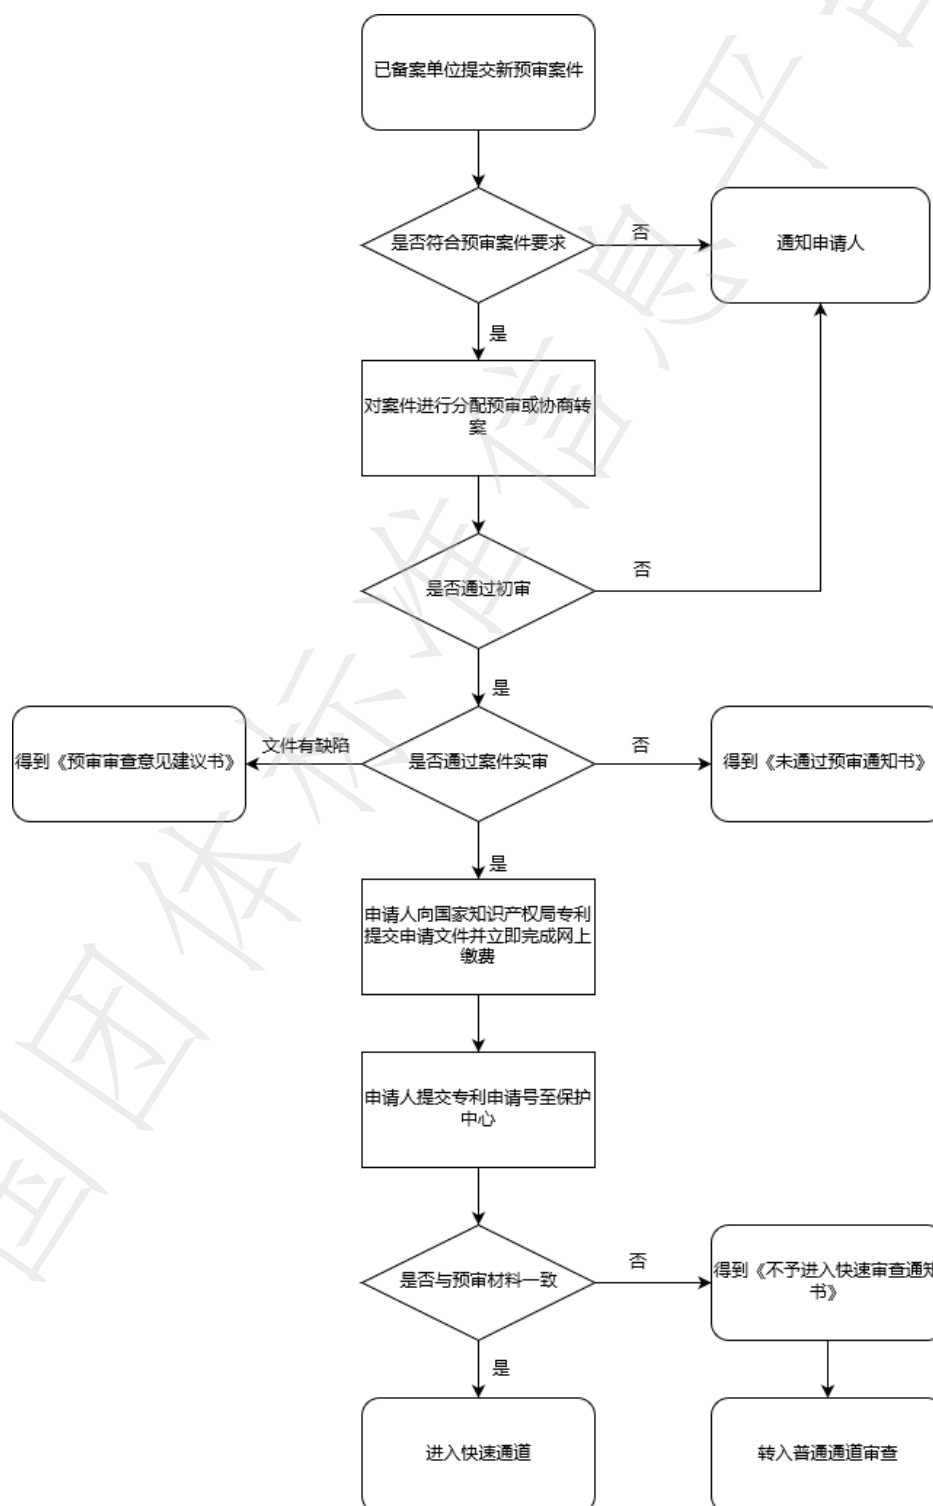 已备案单位提交新预审案件
是否符合预审案件要求
否
通知申请人
是
对案件进行分配预审或协商转
案
是否通过初审
否
是
得到《预审审查意见建议书》
文件有缺陷
是否通过案件实审
否
得到《未通过预审通知书》
是
申请人向国家知识产权局专利
提交申请文件并立即完成网上
缴费
申请人提交专利申请号至保护
中心
是否与预审材料一致
否
得到《不予进入快速审查通知
书》
是
进入快速通道
转入普通通道审查
国团体标准信息平